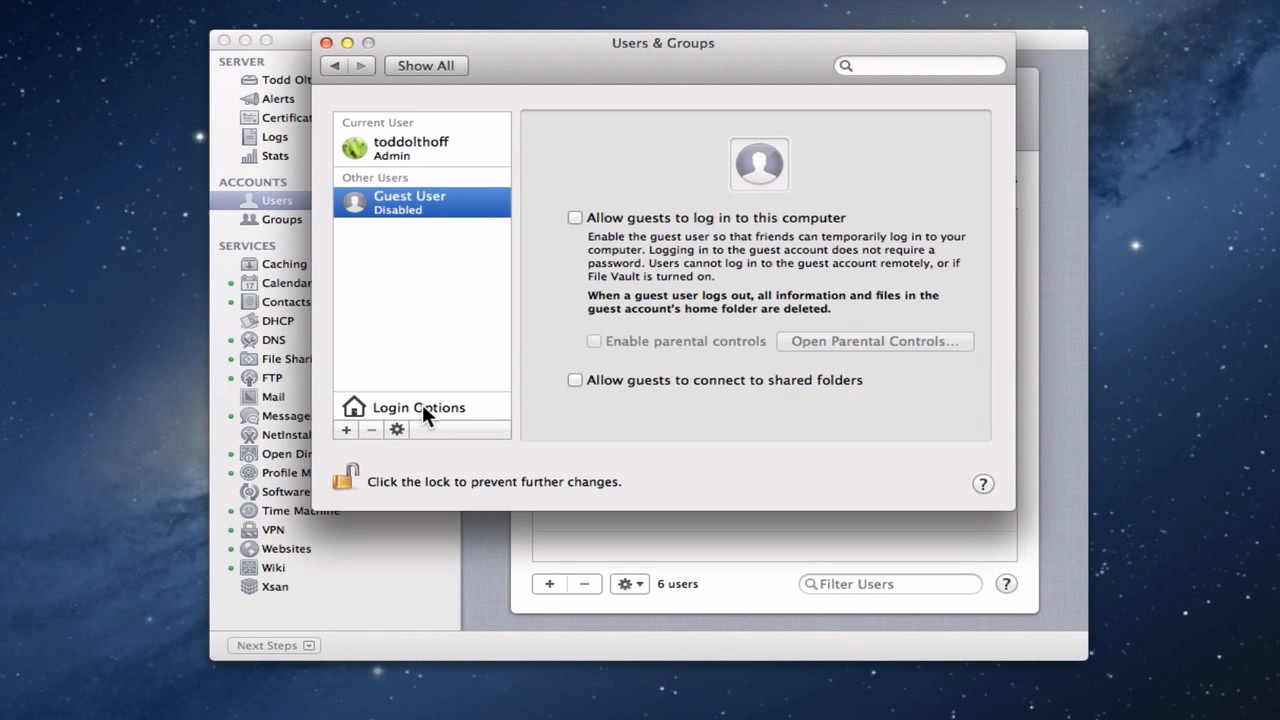 Users & Groups
Show All
SERVER
Todd Olt
Alerts
Certificat
Logs
Stats
ACCOUNTS
Users
Groups
SERVICES
Caching
Calendar
Contacts
DHCP
DNS
File Shari
FTP
Mail
Message
NetInstal
Open Dir
Profile M
Software
Time Machine
VPN
Websites
Wiki
Xsan
Next Steps
Current User
toddolthoff
Admin
Other Users
Guest User
Disabled
Login Options
+ −
Click the lock to prevent further changes.
Allow guests to log in to this computer
Enable the guest user so that friends can temporarily log in to your
computer. Logging in to the guest account does not require a
password. Users cannot log in to the guest account remotely, or if
File Vault is turned on.
When a guest user logs out, all information and files in the
guest account's home folder are deleted.
Enable parental controls
Open Parental Controls...
Allow guests to connect to shared folders
?
+ −
6 users
Filter Users
?
17